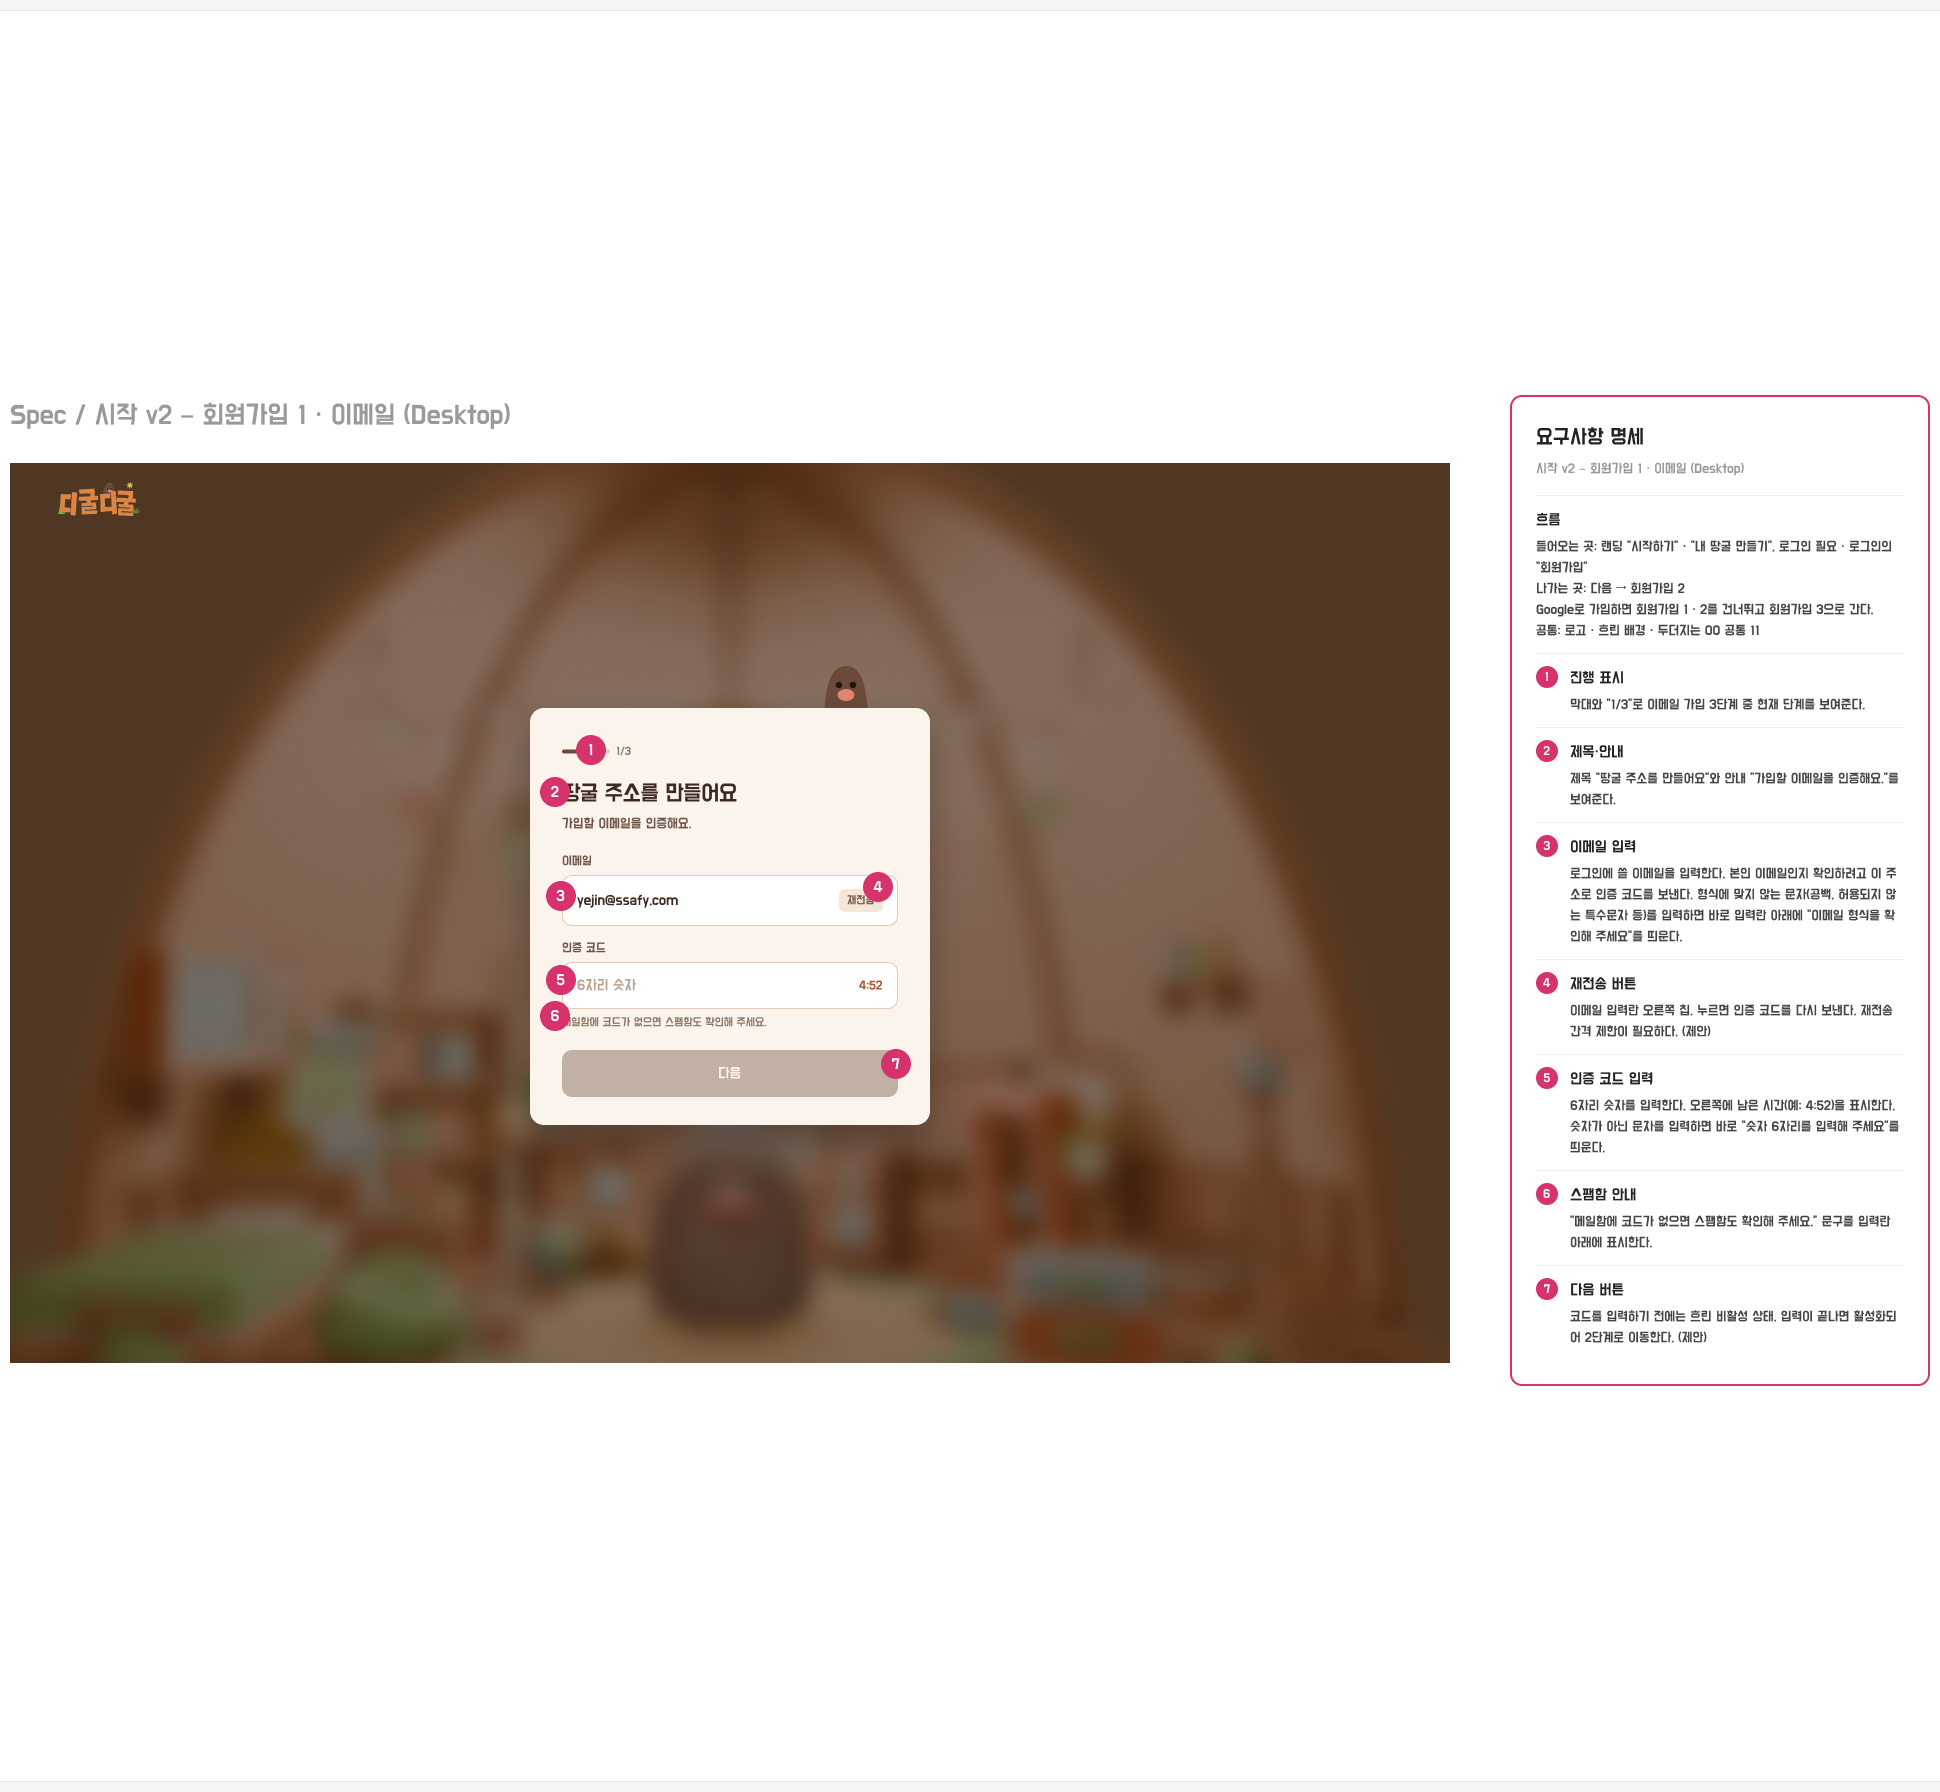 Spec / 시작 v2 – 회원가입 1 · 이메일 (Desktop)
디굴디굴
1
1/3
2
땅굴 주소를 만들어요
가입할 이메일을 인증해요.
이메일
3
yejin@ssafy.com
4
인증 코드
5
6자리 숫자
4:52
6
메일함에 코드가 없으면 스팸함도 확인해 주세요.
7
다음
요구사항 명세
시작 v2 – 회원가입 1 · 이메일 (Desktop)
흐름
들어오는 곳: 랜딩 "시작하기" · "내 땅굴 만들기", 로그인 필요 · 로그인의
"회원가입"
나가는 곳: 다음 → 회원가입 2
Google로 가입하면 회원가입 1 · 2를 건너뛰고 회원가입 3으로 간다.
공통: 로고 · 흐린 배경 · 두더지는 00 공통 11
1 진행 표시
막대와 "1/3"로 이메일 가입 3단계 중 현재 단계를 보여준다.
2 제목·안내
제목 "땅굴 주소를 만들어요"와 안내 "가입할 이메일을 인증해요."를
보여준다.
3 이메일 입력
로그인에 쓸 이메일을 입력한다. 본인 이메일인지 확인하려고 이 주
소로 인증 코드를 보낸다. 형식에 맞지 않는 문자(공백, 허용되지 않
는 특수문자 등)를 입력하면 바로 입력란 아래에 "이메일 형식을 확
인해 주세요"를 띄운다.
4 재전송 버튼
이메일 입력란 오른쪽 칩. 누르면 인증 코드를 다시 보낸다. 재전송
간격 제한이 필요하다. (제안)
5 인증 코드 입력
6자리 숫자를 입력한다. 오른쪽에 남은 시간(예: 4:52)을 표시한다.
숫자가 아닌 문자를 입력하면 바로 "숫자 6자리를 입력해 주세요"를
띄운다.
6 스팸함 안내
"메일함에 코드가 없으면 스팸함도 확인해 주세요." 문구를 입력란
아래에 표시한다.
7 다음 버튼
코드를 입력하기 전에는 흐린 비활성 상태. 입력이 끝나면 활성화되
어 2단계로 이동한다. (제안)